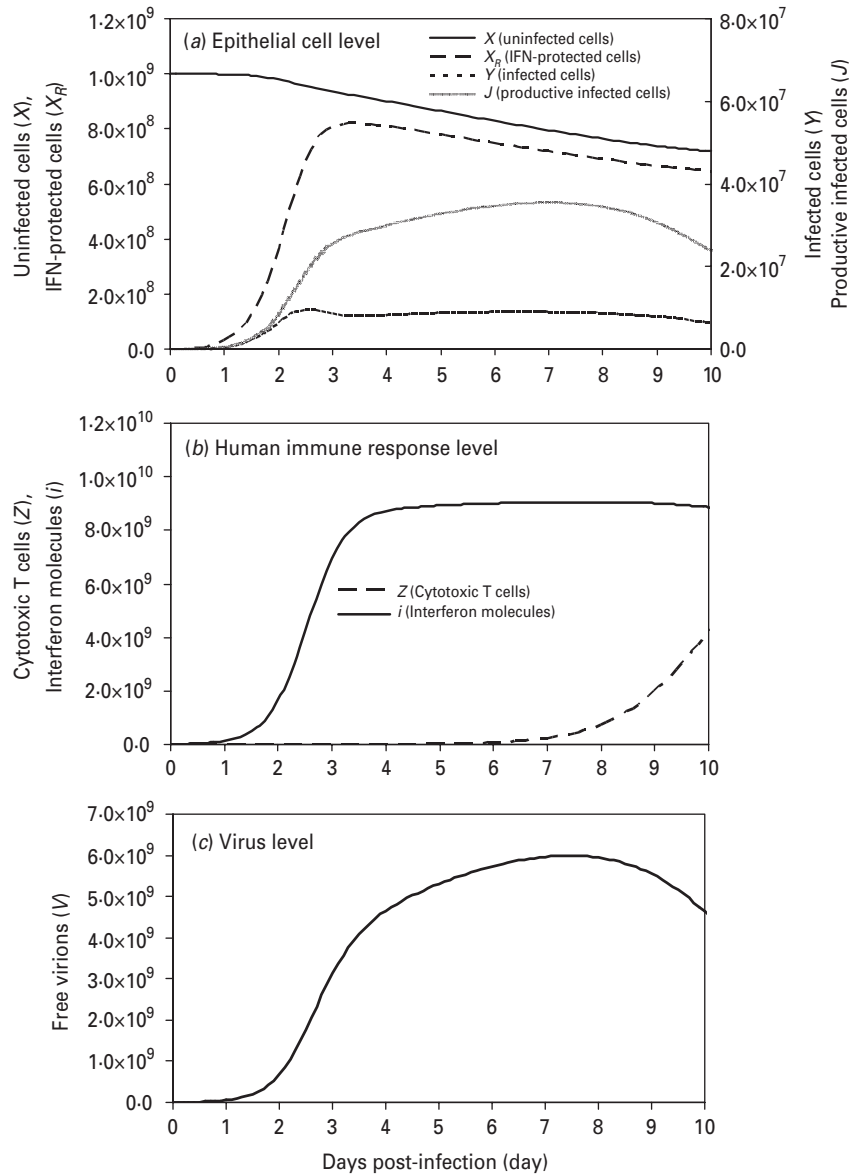 (a) Epithelial cell level
X (uninfected cells)
X_R (IFN-protected cells)
Y (infected cells)
J (productive infected cells)
Uninfected cells (X),
IFN-protected cells (X_R)
1·2×10⁹
1·0×10⁹
8·0×10⁸
6·0×10⁸
4·0×10⁸
2·0×10⁸
0·0
8·0×10⁷
6·0×10⁷
4·0×10⁷
2·0×10⁷
0·0
Infected cells (Y)
Productive infected cells (J)
0 1 2 3 4 5 6 7 8 9 10
(b) Human immune response level
Cytotoxic T cells (Z),
Interferon molecules (i)
1·2×10¹⁰
1·0×10¹⁰
8·0×10⁹
6·0×10⁹
4·0×10⁹
2·0×10⁹
0·0
Z (Cytotoxic T cells)
i (Interferon molecules)
0 1 2 3 4 5 6 7 8 9 10
(c) Virus level
Free virions (V)
7·0×10⁹
6·0×10⁹
5·0×10⁹
4·0×10⁹
3·0×10⁹
2·0×10⁹
1·0×10⁹
0·0
0 1 2 3 4 5 6 7 8 9 10
Days post-infection (day)